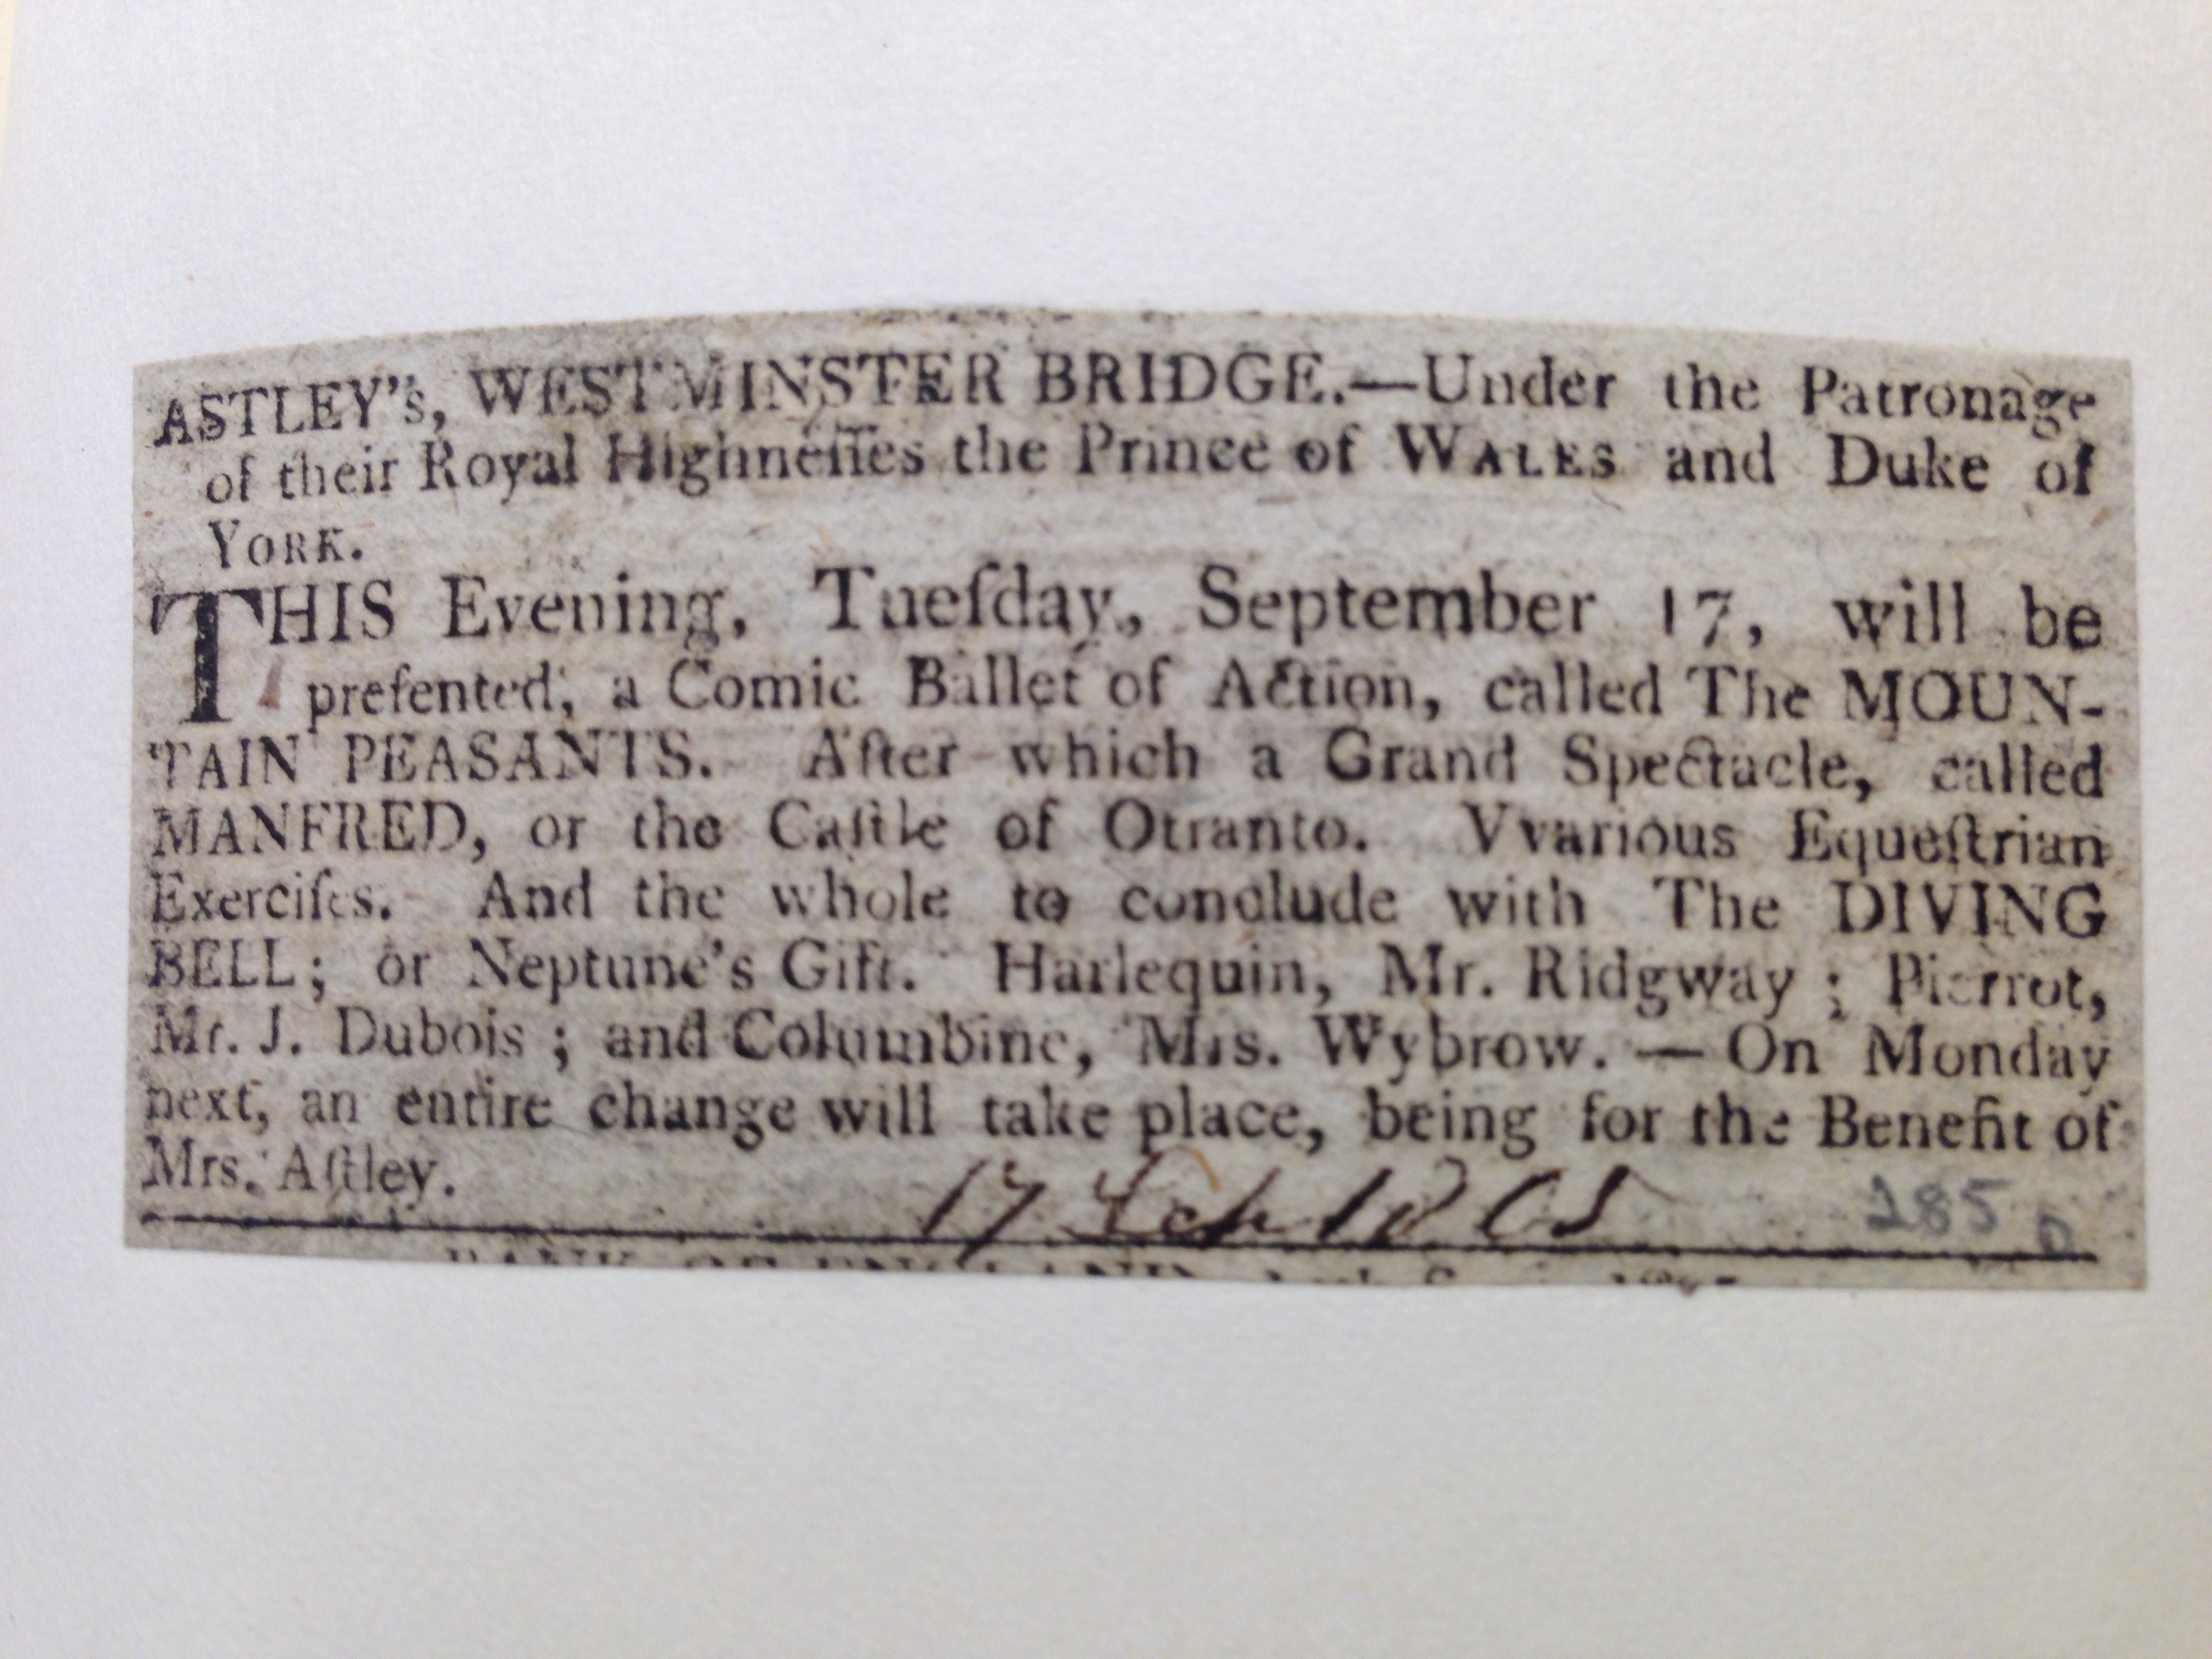 ASTLEY's, WESTMINSTER BRIDGE.—Under the Patronage
of their Royal Highneſſes the Prince of WALES and Duke of
YORK.
THIS Evening, Tueſday, September 17, will be
preſented, a Comic Ballet of Action, called The MOUN-
TAIN PEASANTS. After which a Grand Spectacle, called
MANFRED, or the Caſtle of Otranto. Vvarious Equeſtrian
Exerciſes. And the whole to conclude with The DIVING
BELL; or Neptune's Gift. Harlequin, Mr. Ridgway; Pierrot,
Mr. J. Dubois; and Columbine, Mrs. Wybrow. — On Monday
next, an entire change will take place, being for the Benefit of
Mrs. Aſtley.
17 Sep 1805
285 D
BANK OF ENGLAND